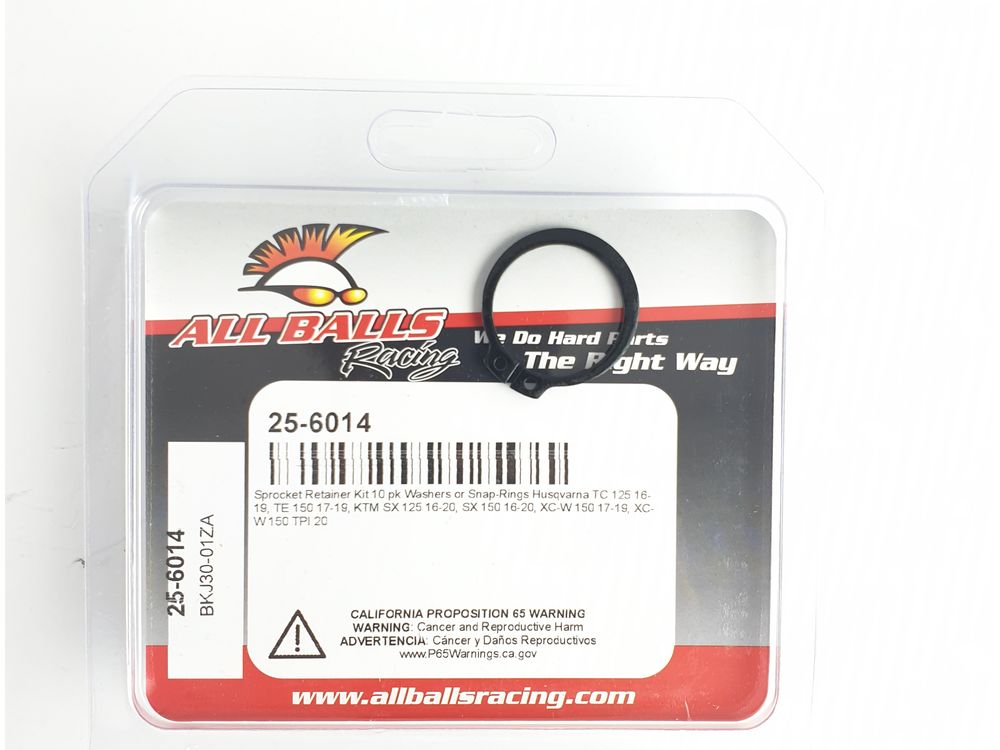 ALL BALLS
Racing
We Do Hard Parts
The Right Way
25-6014
Sprocket Retainer Kit 10 pk Washers or Snap-Rings Husqvarna TC 125 16-
19, TE 150 17-19, KTM SX 125 16-20, SX 150 16-20, XC-W 150 17-19, XC-
W 150 TPI 20
25-6014
BKJ30-01ZA
CALIFORNIA PROPOSITION 65 WARNING
WARNING: Cancer and Reproductive Harm
ADVERTENCIA: Cáncer y Daños Reproductivos
www.P65Warnings.ca.gov
www.allballsracing.com